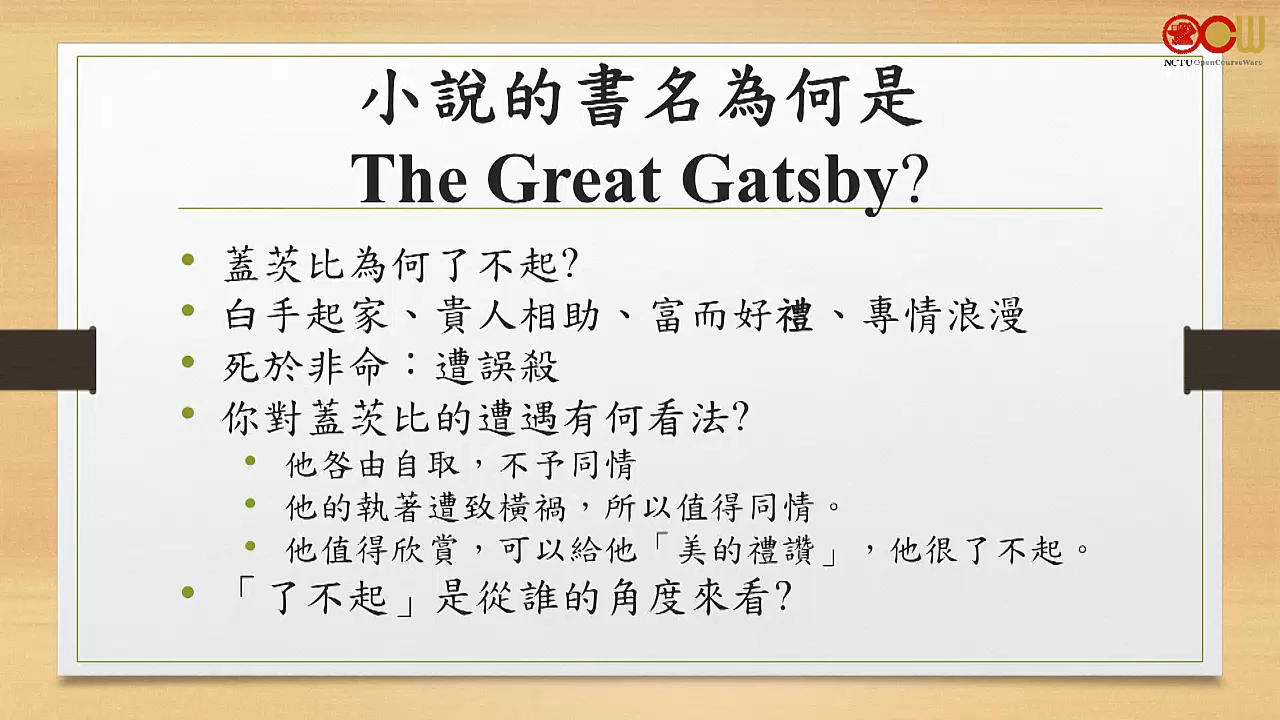 OCW
NCTU OpenCourseWare
小說的書名為何是
The Great Gatsby?
• 蓋茨比為何了不起?
• 白手起家、貴人相助、富而好禮、專情浪漫
• 死於非命：遭誤殺
• 你對蓋茨比的遭遇有何看法?
• 他咎由自取，不予同情
• 他的執著遭致橫禍，所以值得同情。
• 他值得欣賞，可以給他「美的禮讚」，他很了不起。
• 「了不起」是從誰的角度來看?